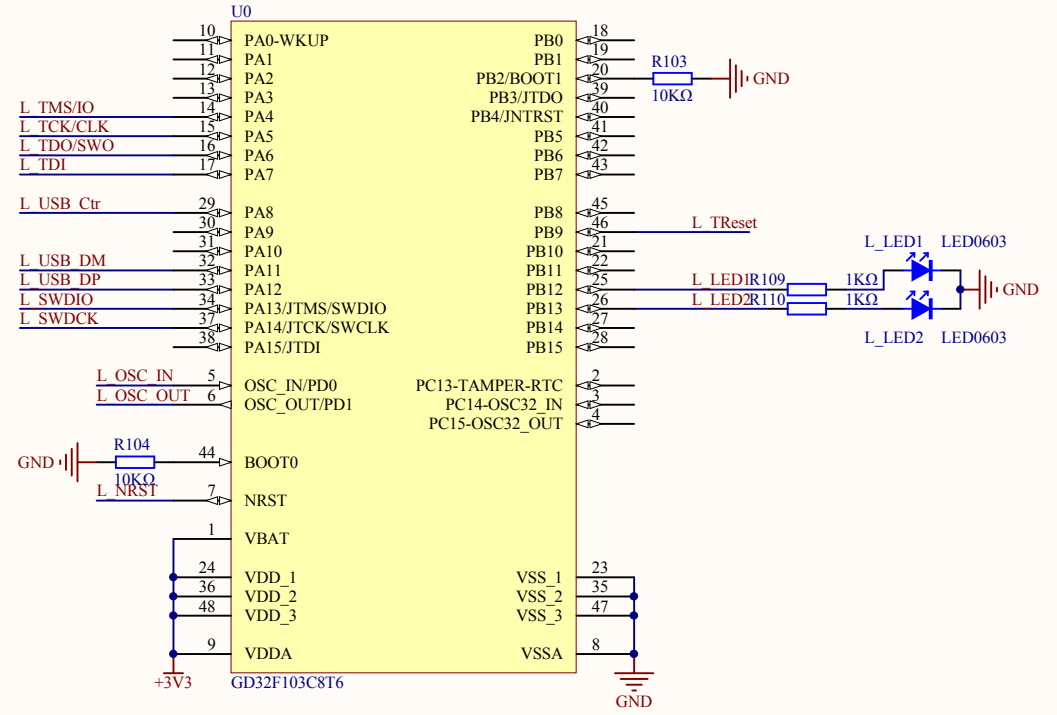 U0
10 PA0-WKUP PB0 18
11 PA1 PB1 19
12 PA2 PB2/BOOT1 20 R103 10KΩ GND
13 PA3 PB3/JTDO 39
L_TMS/IO 14 PA4 PB4/JNTRST 40
L_TCK/CLK 15 PA5 PB5 41
L_TDO/SWO 16 PA6 PB6 42
L_TDI 17 PA7 PB7 43
L_USB_Ctr 29 PA8 PB8 45
30 PA9 PB9 46 L_TReset
31 PA10 PB10 21
L_USB_DM 32 PA11 PB11 22
L_LED1 LED0603
L_USB_DP 33 PA12 PB12 25 L_LED1 R109 1KΩ GND
L_SWDIO 34 PA13/JTMS/SWDIO PB13 26 L_LED2 R110 1KΩ
L_SWDCK 37 PA14/JTCK/SWCLK PB14 27
L_LED2 LED0603
38 PA15/JTDI PB15 28
L_OSC_IN 5 OSC_IN/PD0 PC13-TAMPER-RTC 2
L_OSC_OUT 6 OSC_OUT/PD1 PC14-OSC32_IN 3
PC15-OSC32_OUT 4
R104
GND 44 BOOT0
10KΩ
L_NRST 7 NRST
1 VBAT
24 VDD_1 VSS_1 23
36 VDD_2 VSS_2 35
48 VDD_3 VSS_3 47
9 VDDA VSSA 8
+3V3 GD32F103C8T6
GND